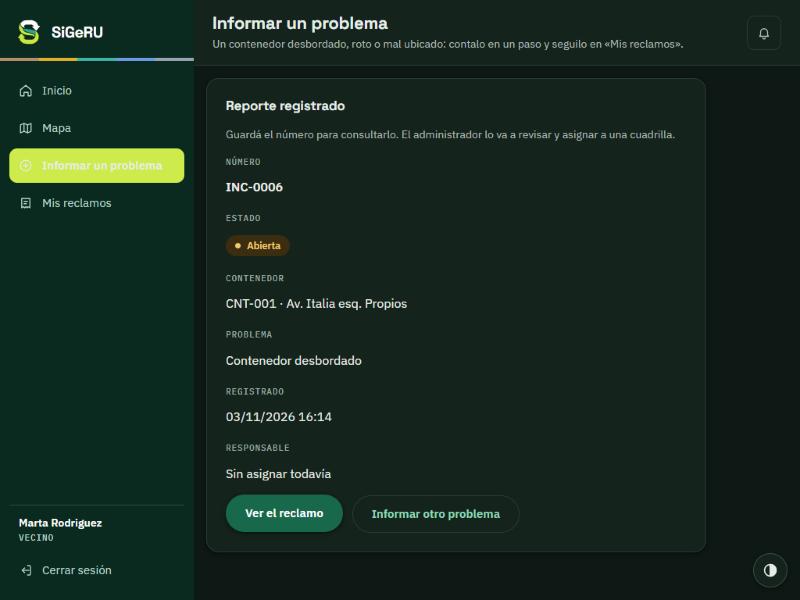 SiGeRU
Inicio
Mapa
Informar un problema
Mis reclamos
Marta Rodriguez
VECINO
Cerrar sesión
Informar un problema
Un contenedor desbordado, roto o mal ubicado: contalo en un paso y seguilo en «Mis reclamos».
Reporte registrado
Guardá el número para consultarlo. El administrador lo va a revisar y asignar a una cuadrilla.
NÚMERO
INC-0006
ESTADO
Abierta
CONTENEDOR
CNT-001 · Av. Italia esq. Propios
PROBLEMA
Contenedor desbordado
REGISTRADO
03/11/2026 16:14
RESPONSABLE
Sin asignar todavía
Ver el reclamo
Informar otro problema